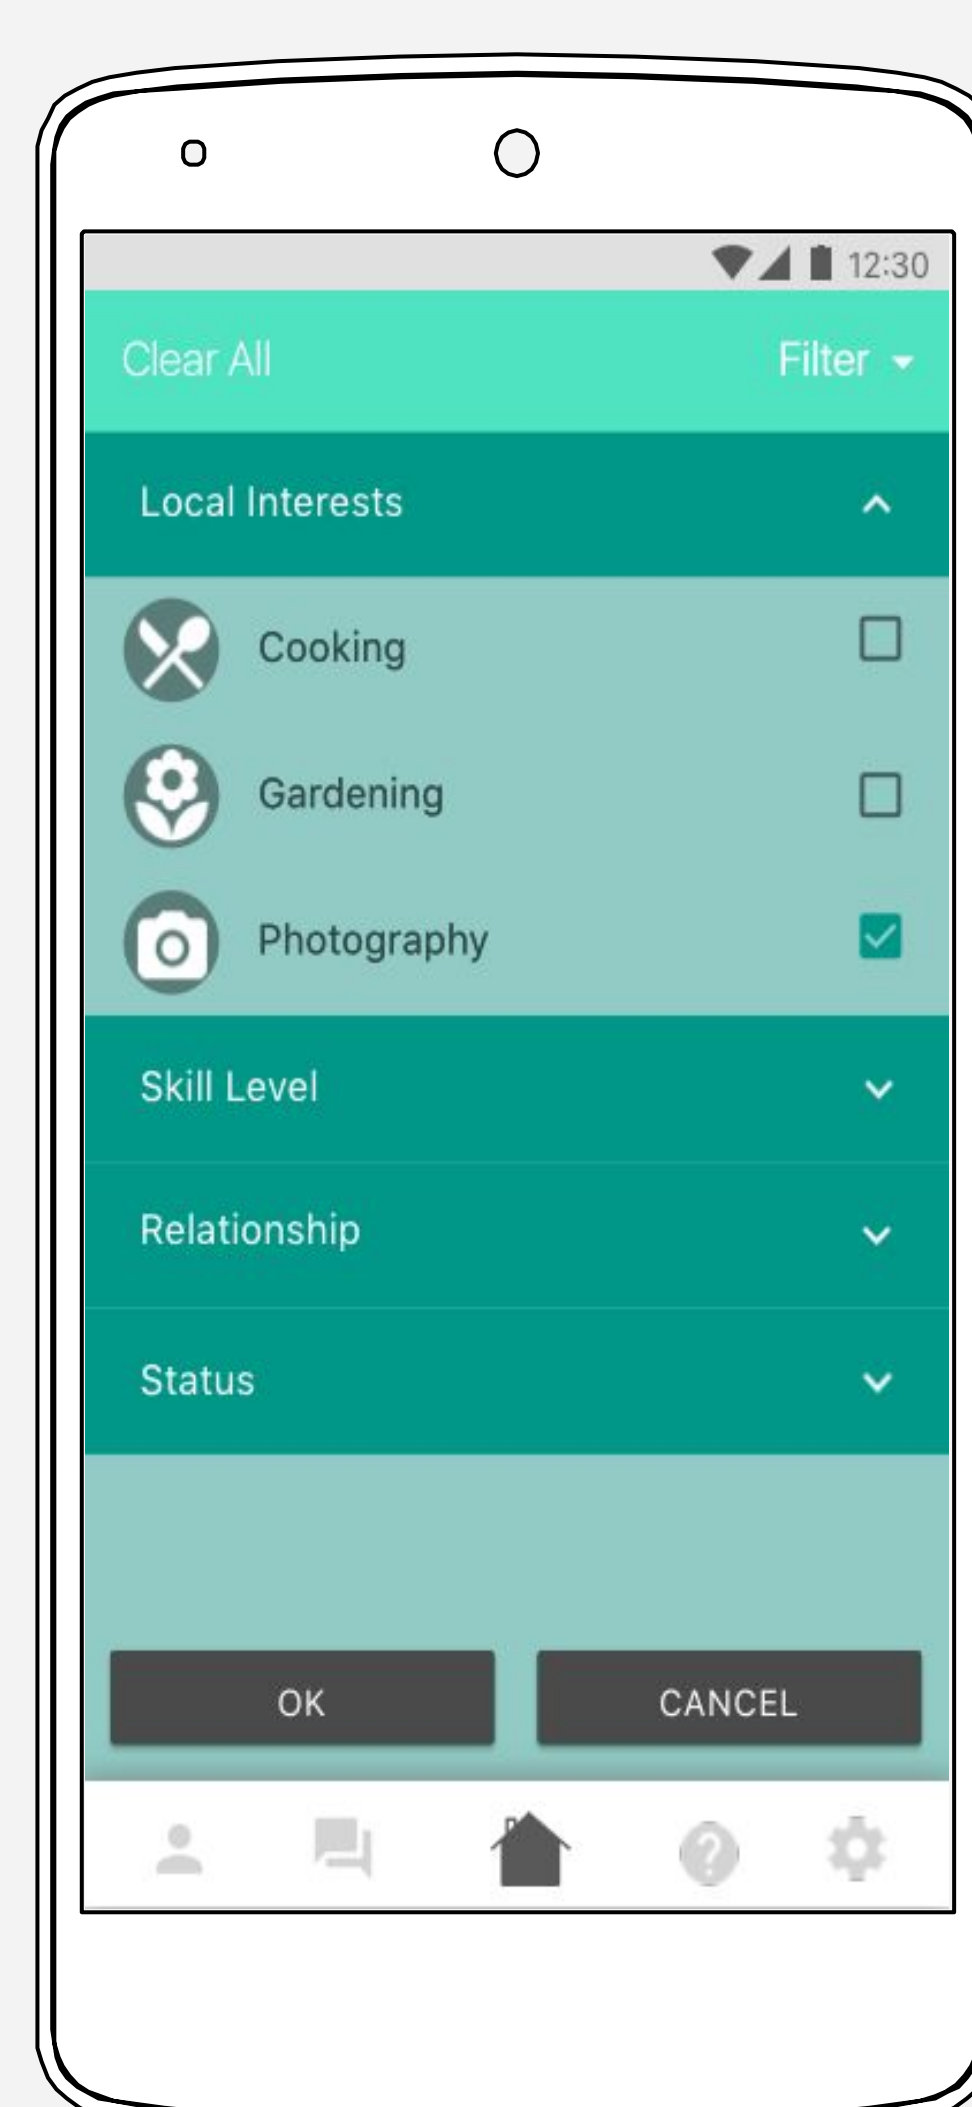 12:30
Clear All Filter
Local Interests
Cooking
Gardening
Photography
Skill Level
Relationship
Status
OK CANCEL
?